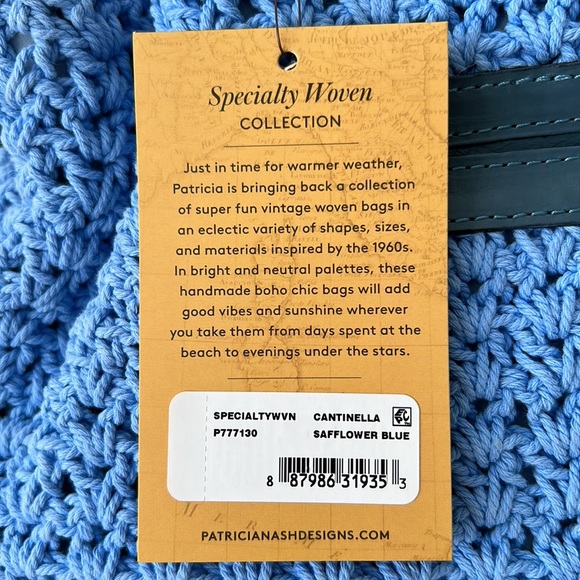 Specialty Woven
COLLECTION
Just in time for warmer weather,
Patricia is bringing back a collection
of super fun vintage woven bags in
an eclectic variety of shapes, sizes,
and materials inspired by the 1960s.
In bright and neutral palettes, these
handmade boho chic bags will add
good vibes and sunshine wherever
you take them from days spent at the
beach to evenings under the stars.
SPECIALTYWVN CANTINELLA
P777130 SAFFLOWER BLUE
8 87986 31935 3
PATRICIANASHDESIGNS.COM